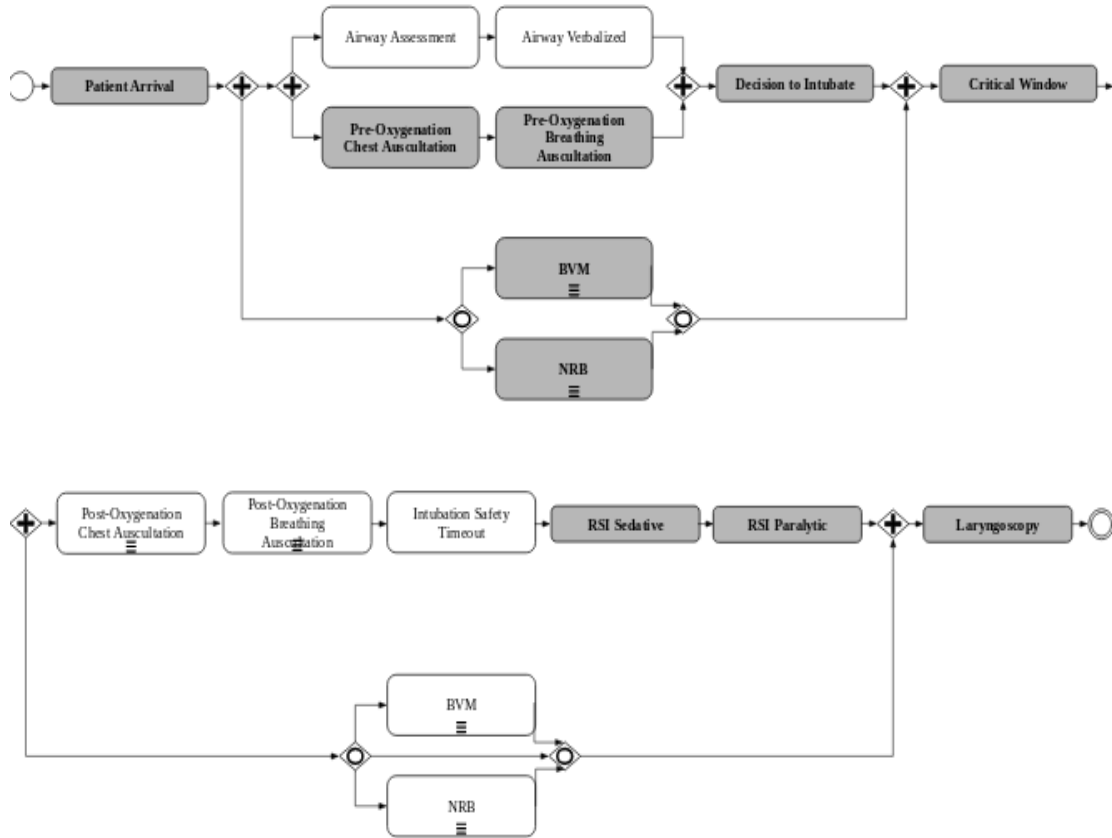 Airway Assessment
Airway Verbalized
Patient Arrival
Decision to Intubate
Critical Window
Pre-Oxygenation
Chest Auscultation
Pre-Oxygenation
Breathing
Auscultation
BVM
NRB
Post-Oxygenation
Chest Auscultation
Post-Oxygenation
Breathing
Auscultation
Intubation Safety
Timeout
RSI Sedative
RSI Paralytic
Laryngoscopy
BVM
NRB